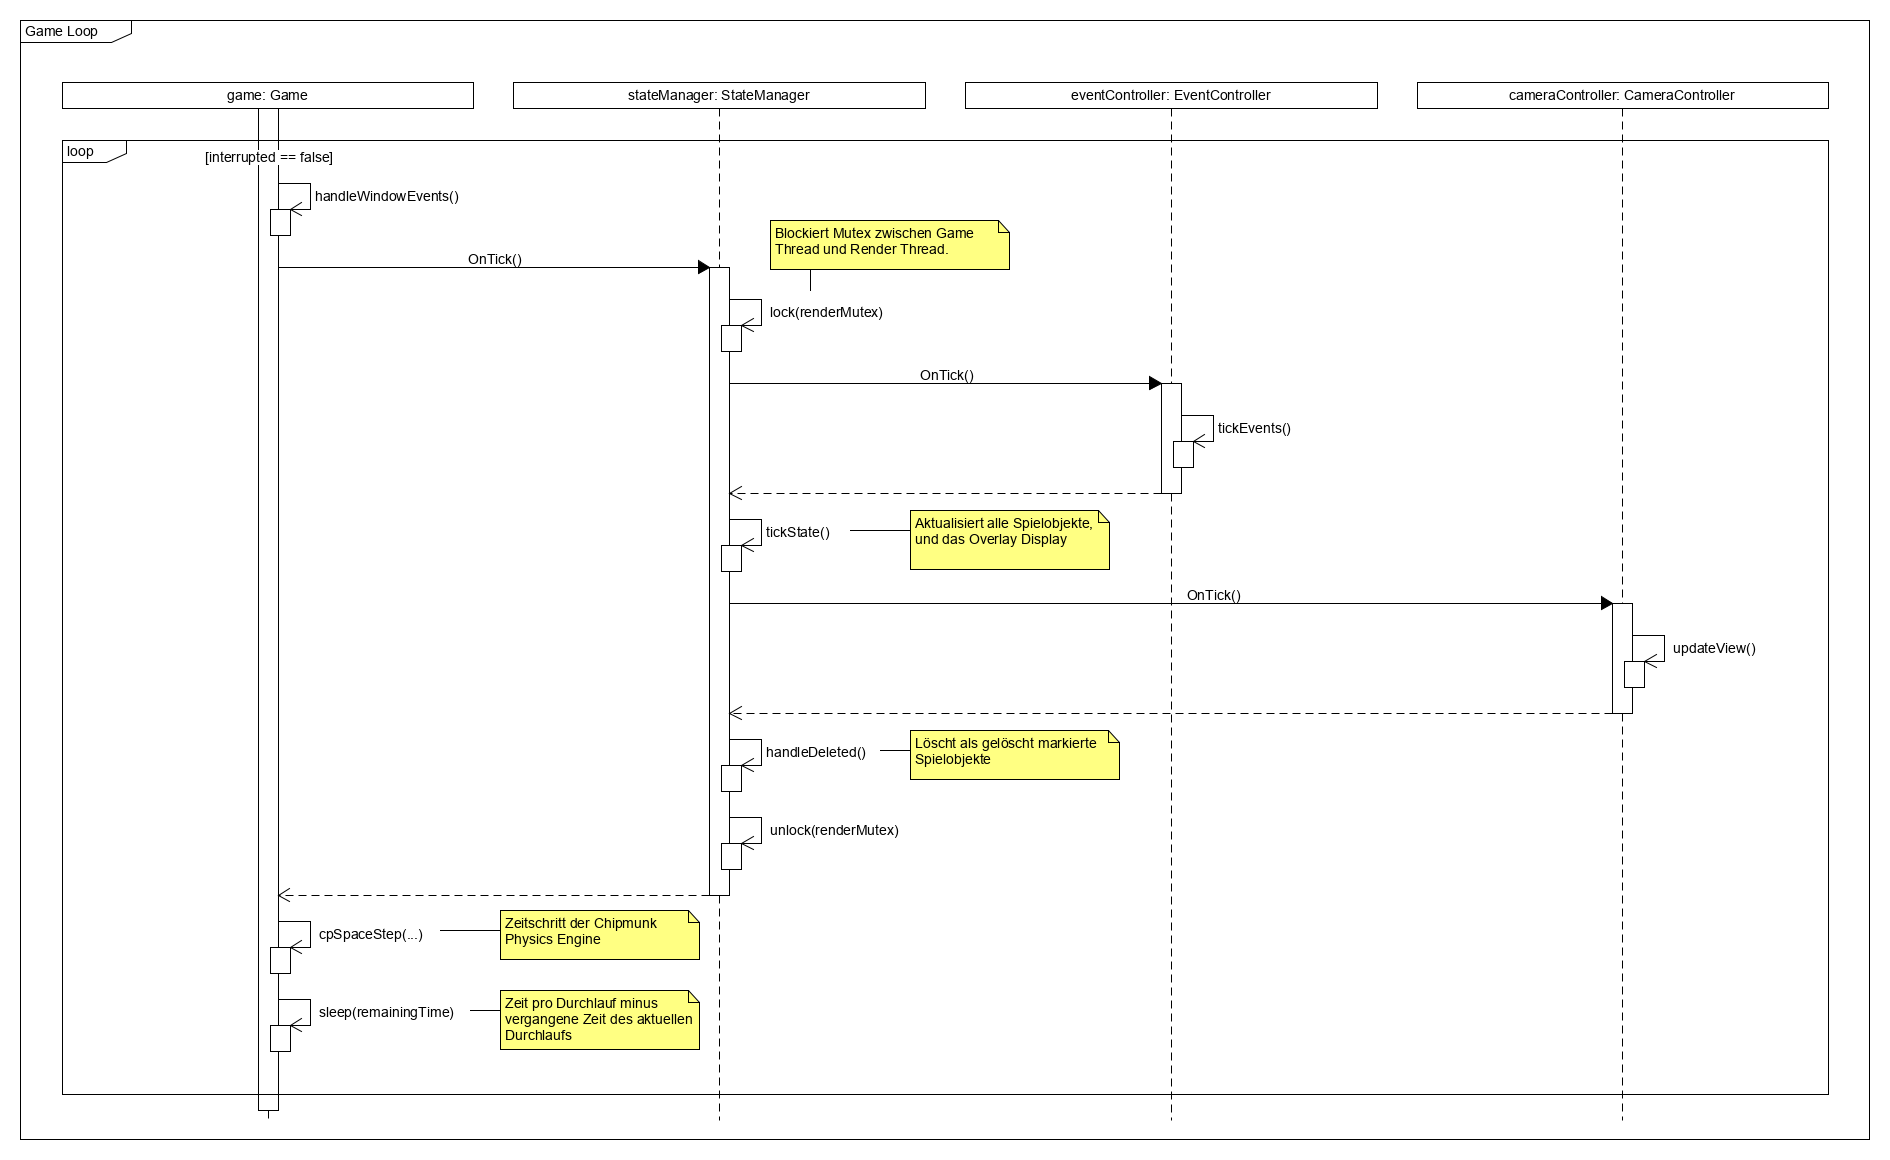 Game Loop
game: Game
stateManager: StateManager
eventController: EventController
cameraController: CameraController
loop
[interrupted == false]
handleWindowEvents()
Blockiert Mutex zwischen Game
Thread und Render Thread.
OnTick()
lock(renderMutex)
OnTick()
tickEvents()
tickState()
Aktualisiert alle Spielobjekte,
und das Overlay Display
OnTick()
updateView()
handleDeleted()
Löscht als gelöscht markierte
Spielobjekte
unlock(renderMutex)
cpSpaceStep(...)
Zeitschritt der Chipmunk
Physics Engine
sleep(remainingTime)
Zeit pro Durchlauf minus
vergangene Zeit des aktuellen
Durchlaufs